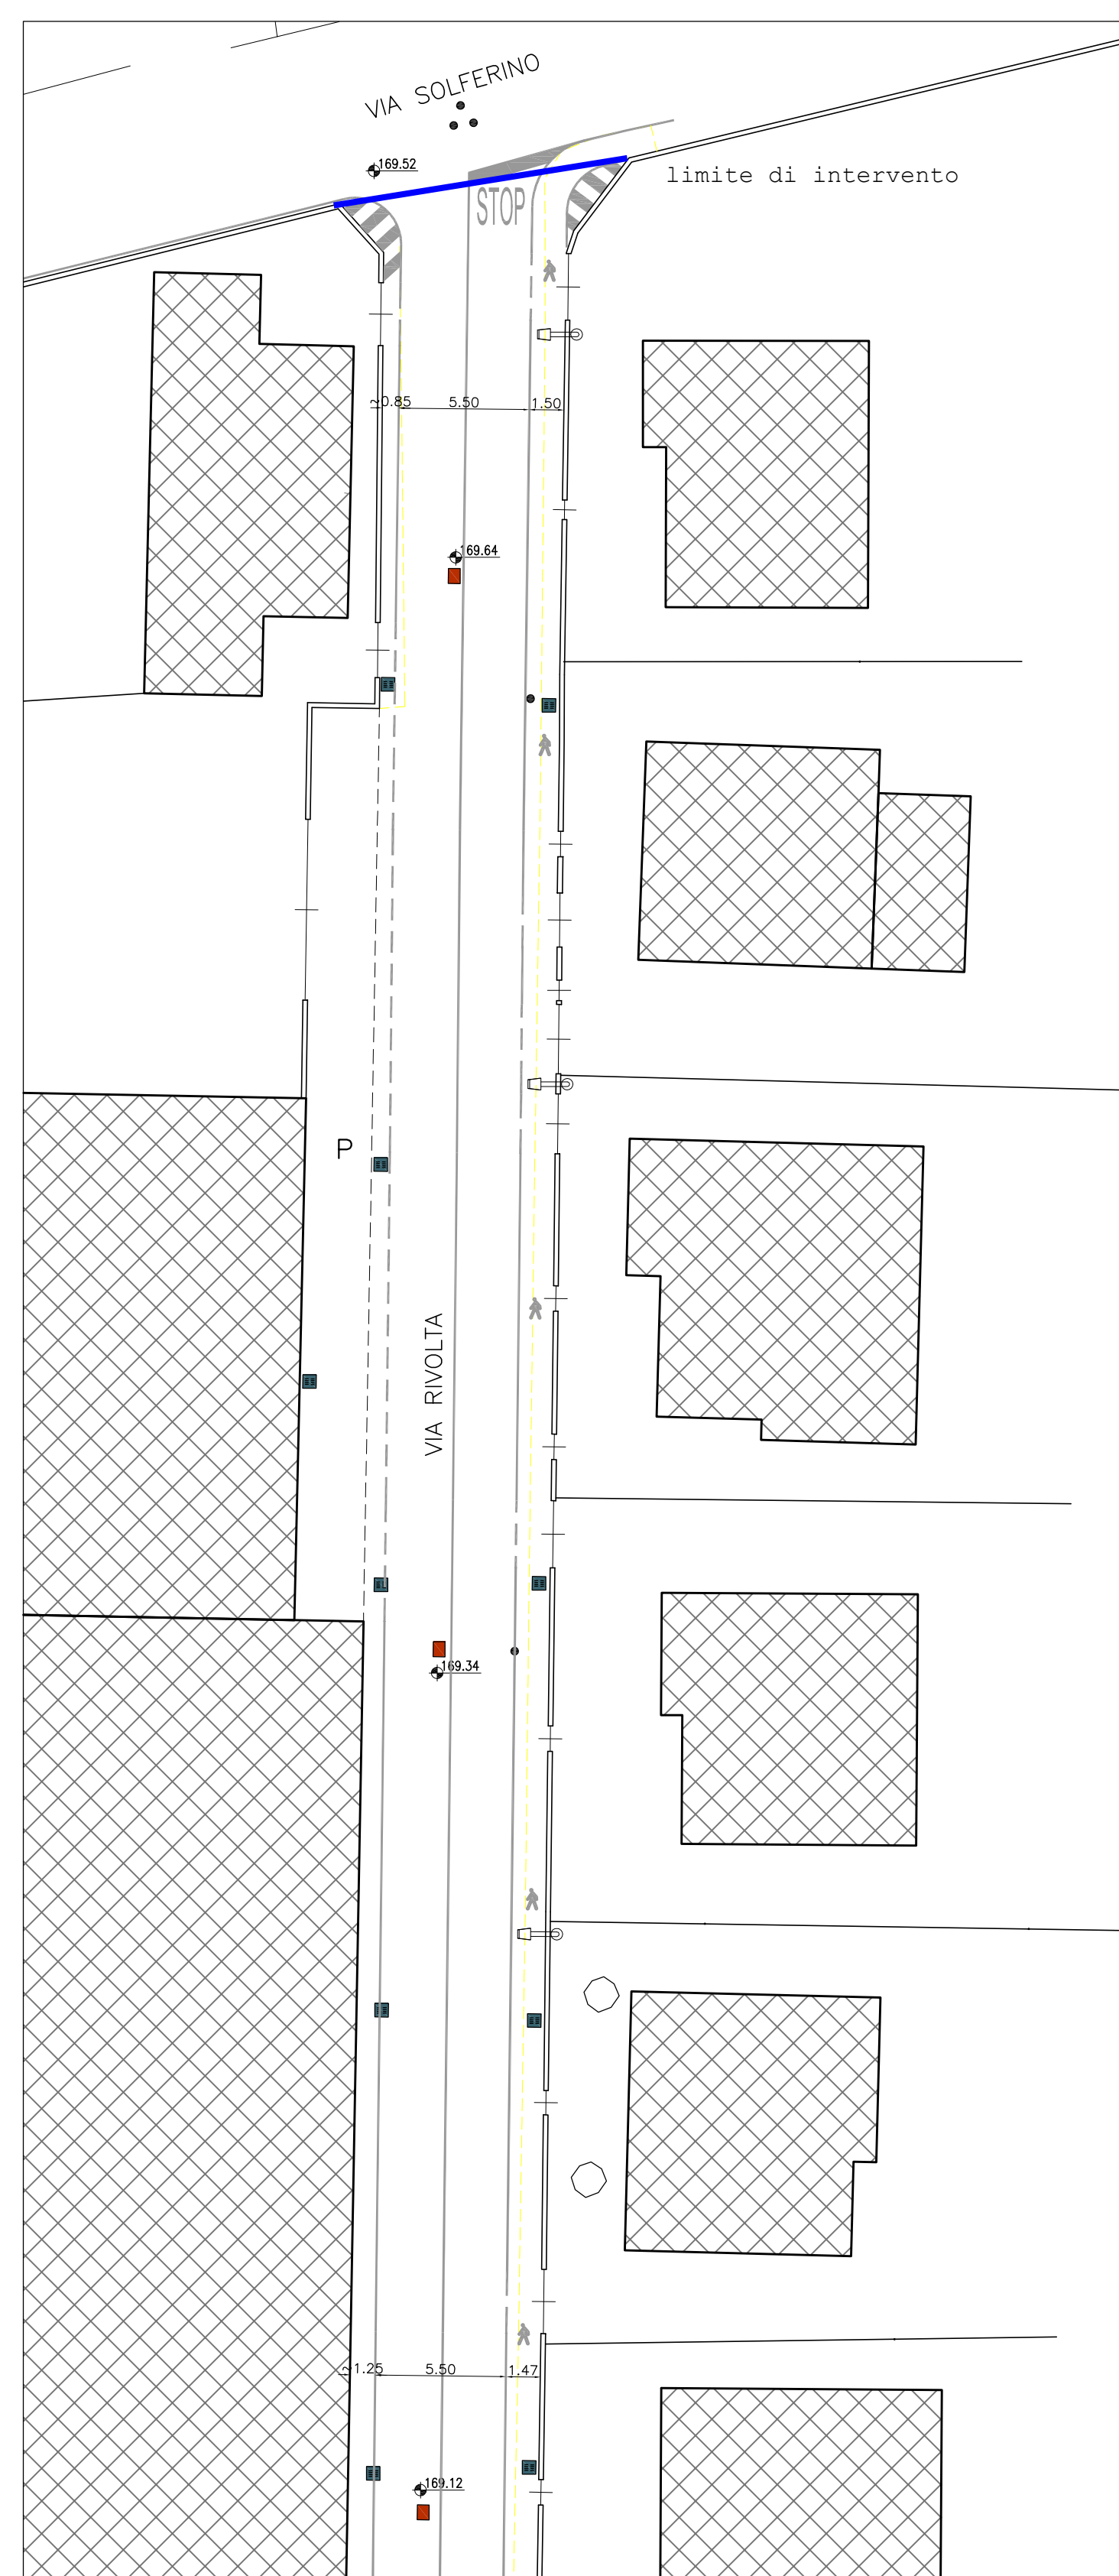 VIA SOLFERINO
169.52
limite di intervento
STOP
~0.85 5.50 1.50
169.64
P
VIA RIVOLTA
169.34
~1.25 5.50 1.47
169.12